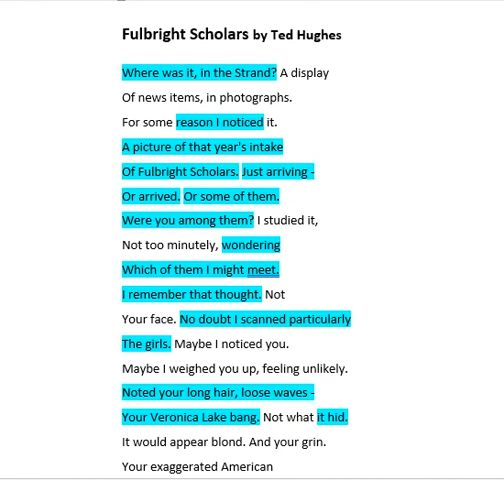 Fulbright Scholars by Ted Hughes
Where was it, in the Strand? A display
Of news items, in photographs.
For some reason I noticed it.
A picture of that year's intake
Of Fulbright Scholars. Just arriving -
Or arrived. Or some of them.
Were you among them? I studied it,
Not too minutely, wondering
Which of them I might meet.
I remember that thought. Not
Your face. No doubt I scanned particularly
The girls. Maybe I noticed you.
Maybe I weighed you up, feeling unlikely.
Noted your long hair, loose waves -
Your Veronica Lake bang. Not what it hid.
It would appear blond. And your grin.
Your exaggerated American